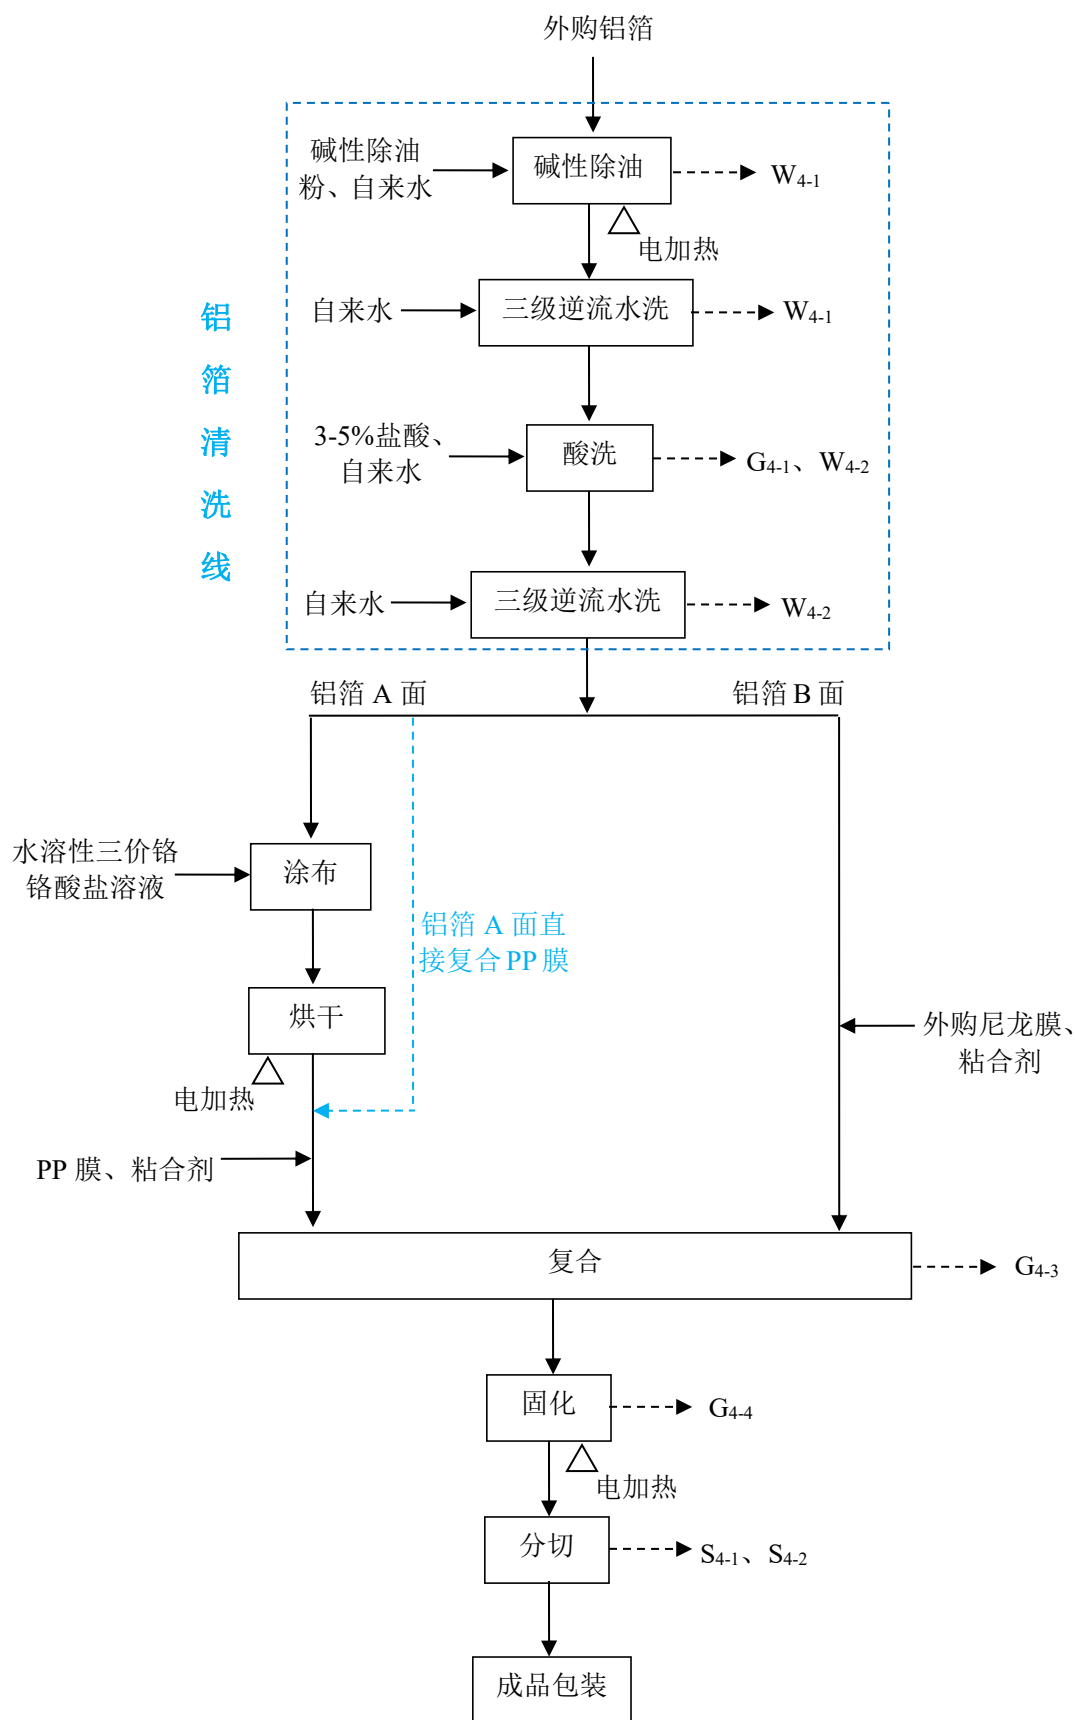 外购铝箔
碱性除油
粉、自来水
碱性除油
W4-1
电加热
自来水
三级逆流水洗
W4-1
铝
箔
清
洗
线
3-5%盐酸、
自来水
酸洗
G4-1、W4-2
自来水
三级逆流水洗
W4-2
铝箔 A 面
铝箔 B 面
水溶性三价铬
铬酸盐溶液
涂布
铝箔 A 面直
接复合 PP 膜
烘干
电加热
外购尼龙膜、
粘合剂
PP 膜、粘合剂
复合
G4-3
固化
G4-4
电加热
分切
S4-1、S4-2
成品包装